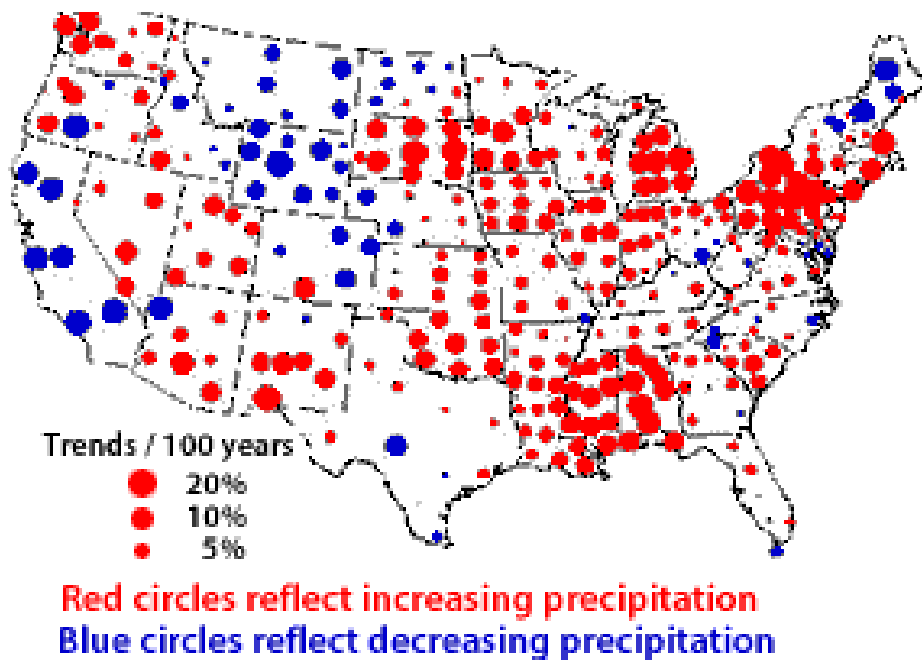 Trends / 100 years
20%
10%
5%
Red circles reflect increasing precipitation
Blue circles reflect decreasing precipitation